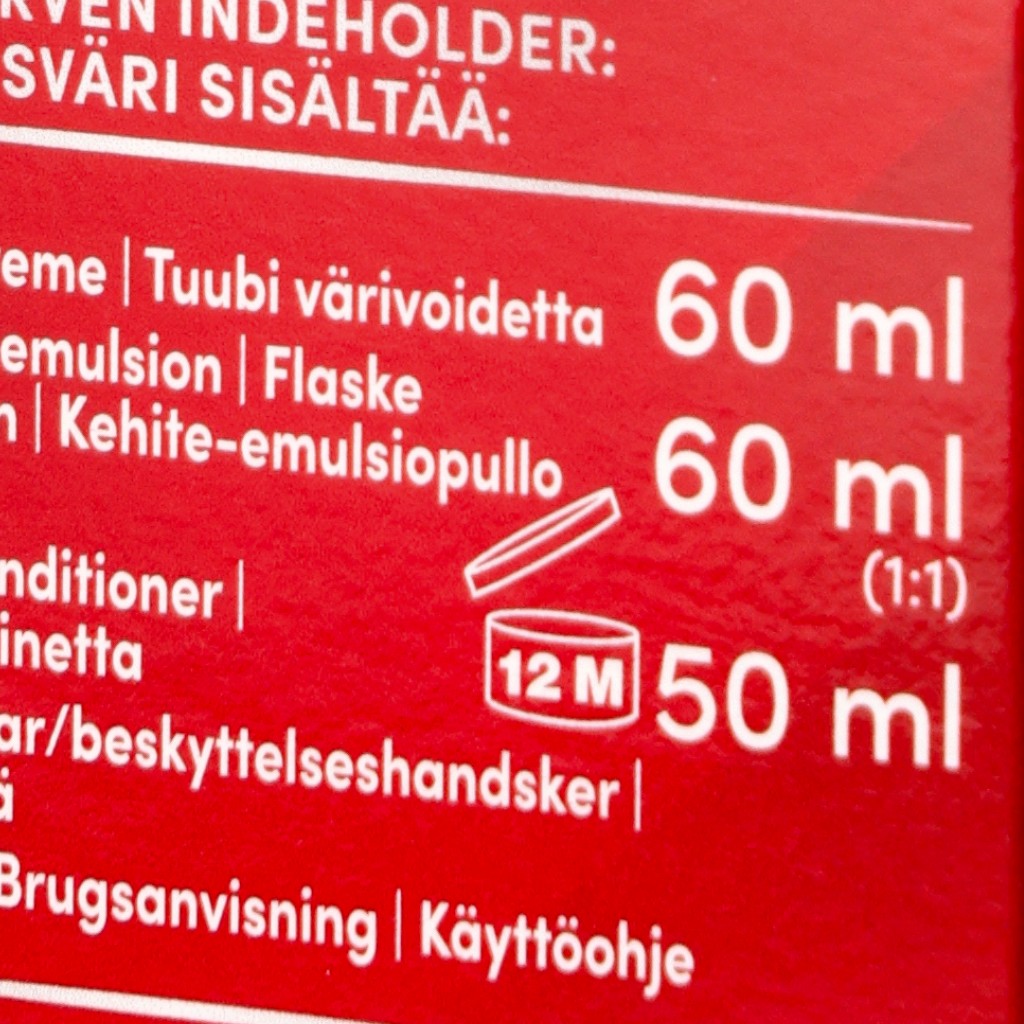 RVEN INDEHOLDER:
SVÄRI SISÄLTÄÄ:
eme | Tuubi värivoidetta 60 ml
emulsion | Flaske
n | Kehite-emulsiopullo 60 ml
(1:1)
nditioner |
inetta
12 M 50 ml
ar/beskyttelseshandsker |
ä
Brugsanvisning | Käyttöohje